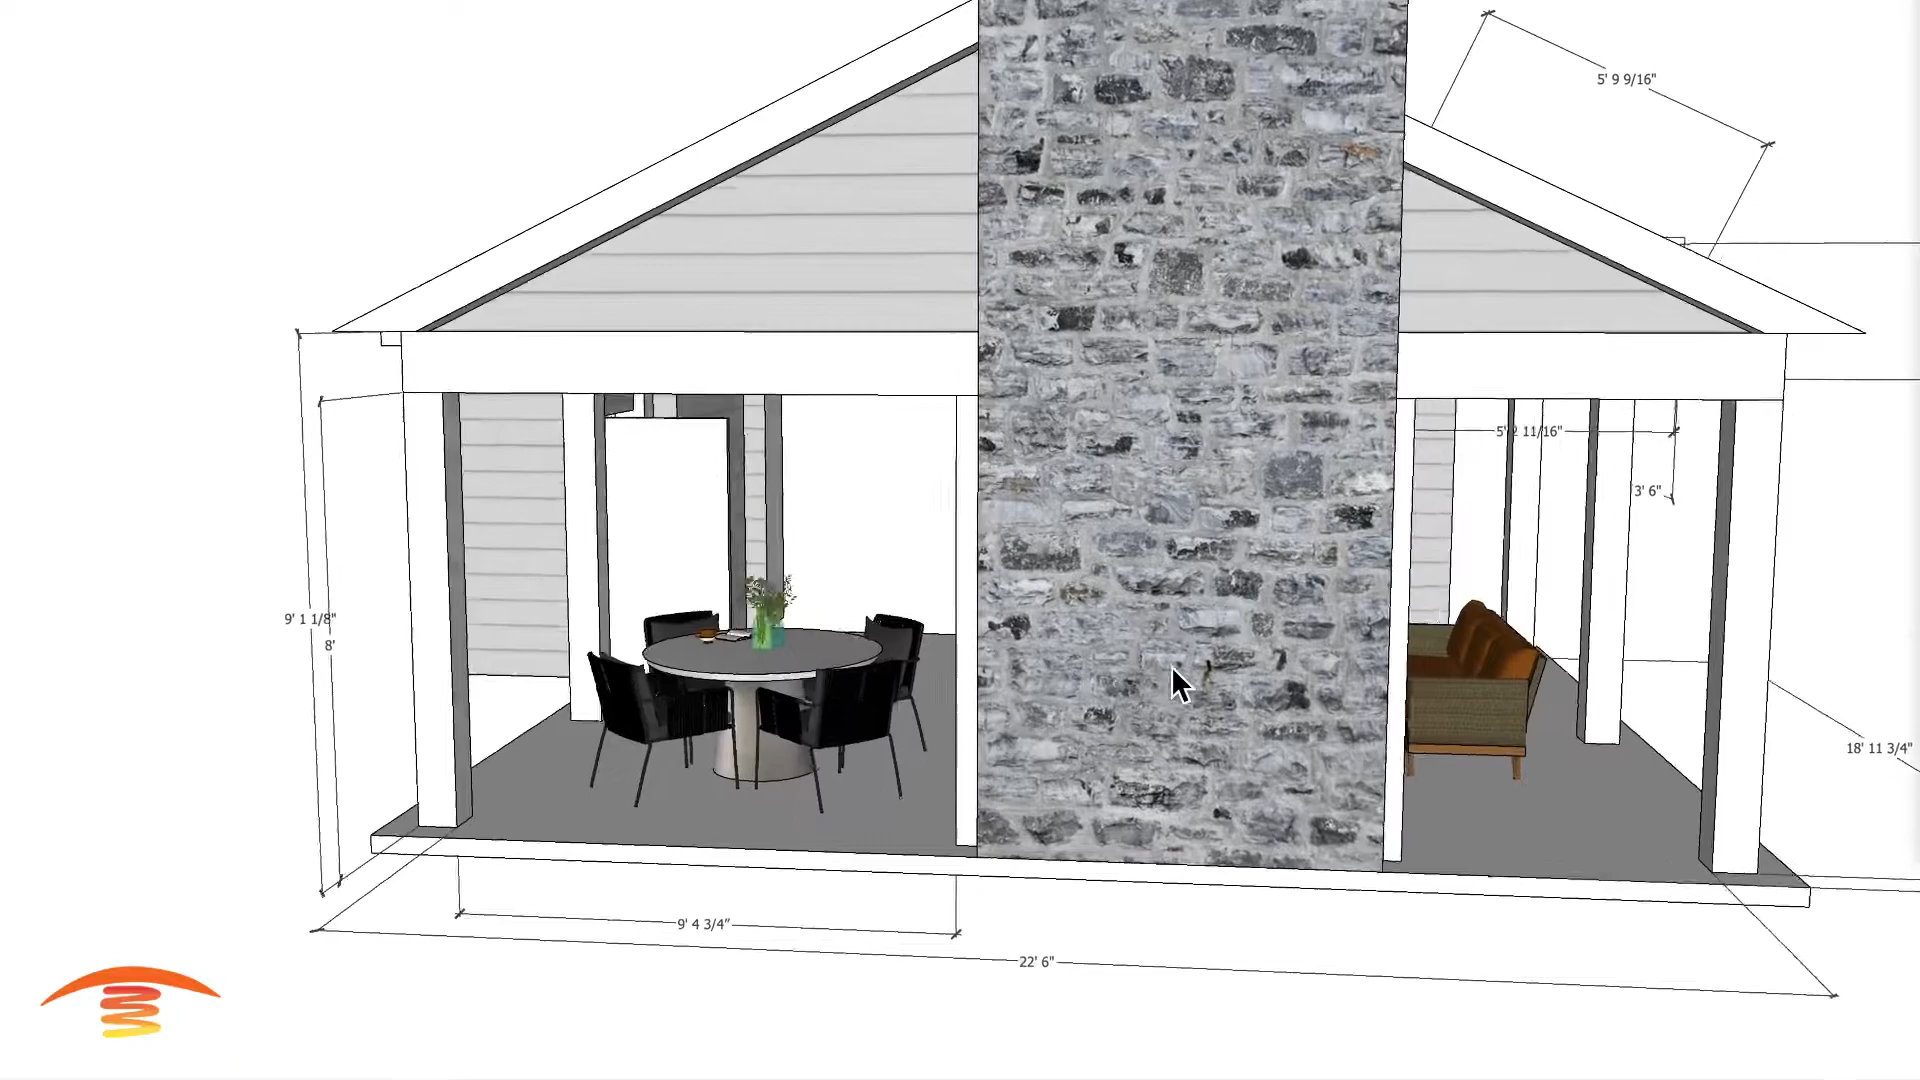 5' 9 9/16"
5' 2 11/16"
3' 6"
9' 1 1/8"
8'
18' 11 3/4"
9' 4 3/4"
22' 6"